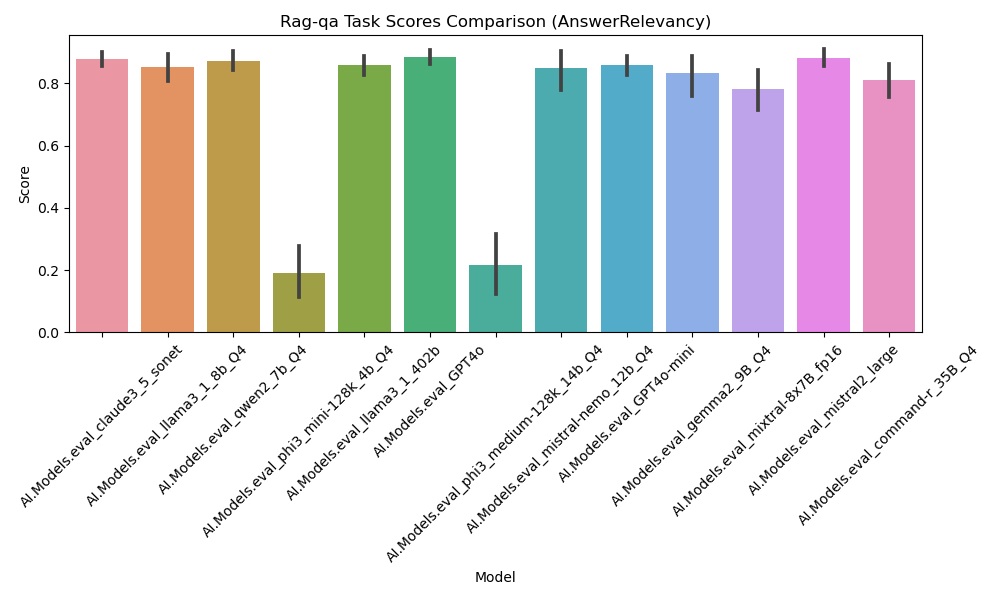 Rag-qa Task Scores Comparison (AnswerRelevancy)
Score
0.8
0.6
0.4
0.2
0.0
AI.Models.eval_claude3_5_sonet
AI.Models.eval_llama3_1_8b_Q4
AI.Models.eval_qwen2_7b_Q4
AI.Models.eval_phi3_mini-128k_4b_Q4
AI.Models.eval_llama3_1_402b
AI.Models.eval_GPT4o
AI.Models.eval_phi3_medium-128k_14b_Q4
AI.Models.eval_mistral-nemo_12b_Q4
AI.Models.eval_GPT4o-mini
AI.Models.eval_gemma2_9B_Q4
AI.Models.eval_mixtral-8x7B_fp16
AI.Models.eval_mistral2_large
AI.Models.eval_command-r_35B_Q4
Model